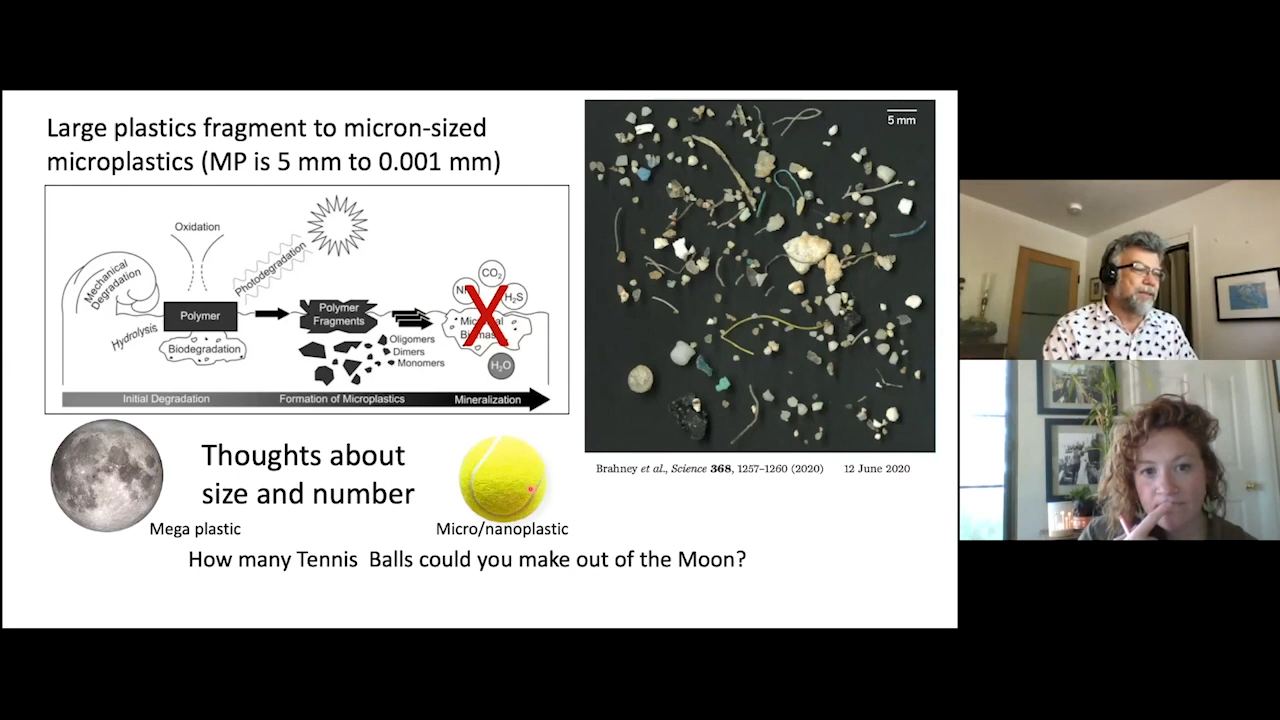 Large plastics fragment to micron-sized
microplastics (MP is 5 mm to 0.001 mm)
Oxidation
Mechanical
Degradation
Photodegradation
Hydrolysis
Polymer
Biodegradation
Polymer
Fragments
Oligomers
Dimers
Monomers
CO₂
H₂S
H₂O
Initial Degradation
Formation of Microplastics
Mineralization
5 mm
Brahney et al., Science 368, 1257–1260 (2020) 12 June 2020
Thoughts about
size and number
Mega plastic
Micro/nanoplastic
How many Tennis Balls could you make out of the Moon?